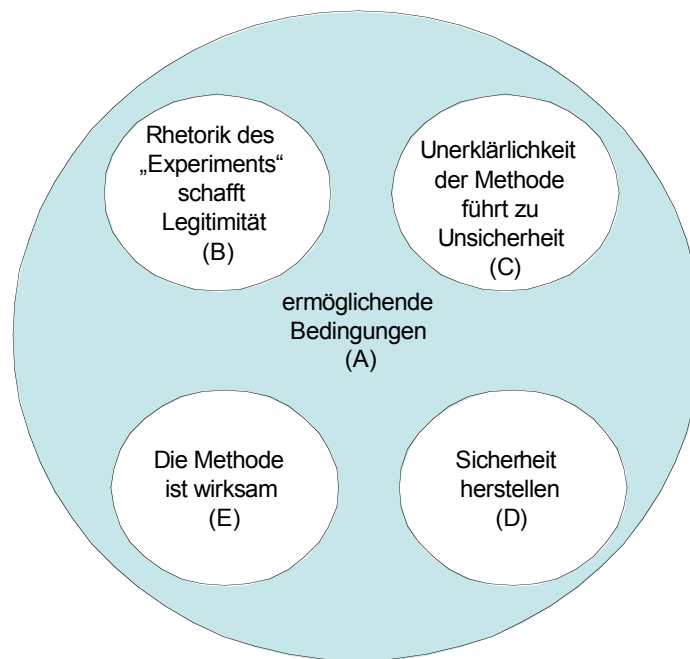 Rhetorik des
„Experiments“
schafft
Legitimität
(B)
Unerklärlichkeit
der Methode
führt zu
Unsicherheit
(C)
ermöglichende
Bedingungen
(A)
Die Methode
ist wirksam
(E)
Sicherheit
herstellen
(D)